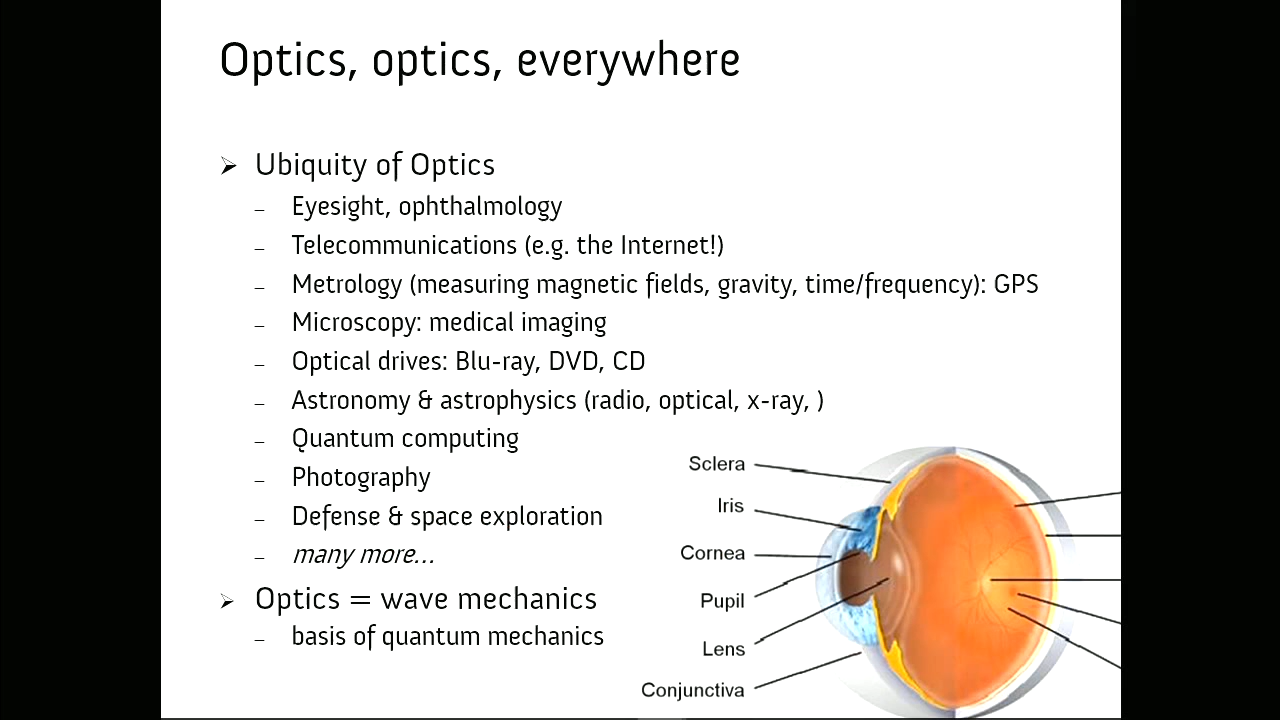 Optics, optics, everywhere
Ubiquity of Optics
– Eyesight, ophthalmology
– Telecommunications (e.g. the Internet!)
– Metrology (measuring magnetic fields, gravity, time/frequency): GPS
– Microscopy: medical imaging
– Optical drives: Blu-ray, DVD, CD
– Astronomy & astrophysics (radio, optical, x-ray, )
– Quantum computing
– Photography
– Defense & space exploration
– many more...
Optics = wave mechanics
– basis of quantum mechanics
Sclera
Iris
Cornea
Pupil
Lens
Conjunctiva